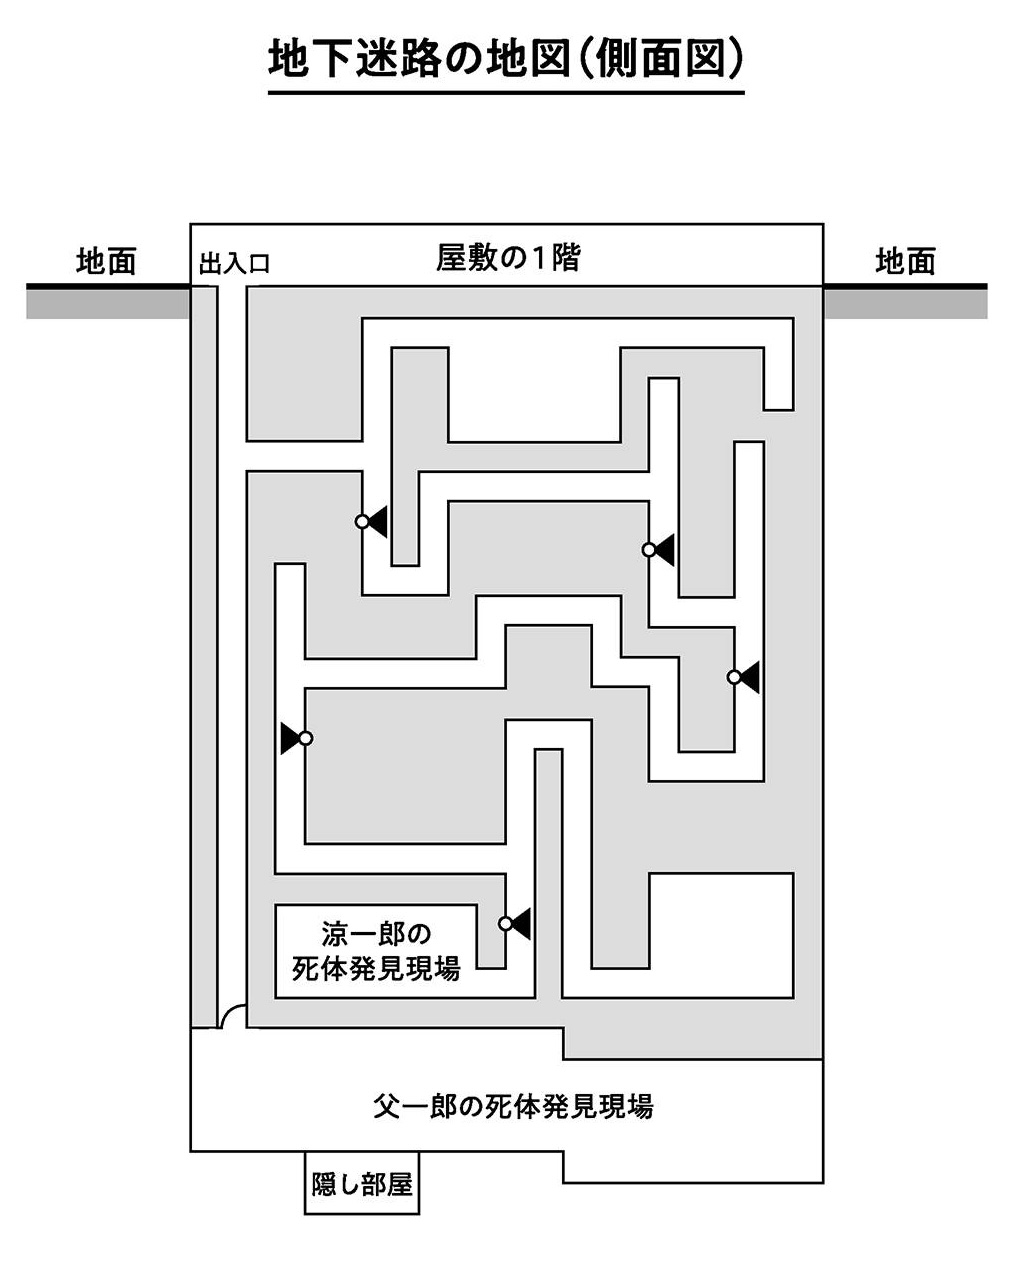 地下迷路の地図（側面図）
地面
出入口
屋敷の1階
地面
涼一郎の
死体発見現場
父一郎の死体発見現場
隠し部屋